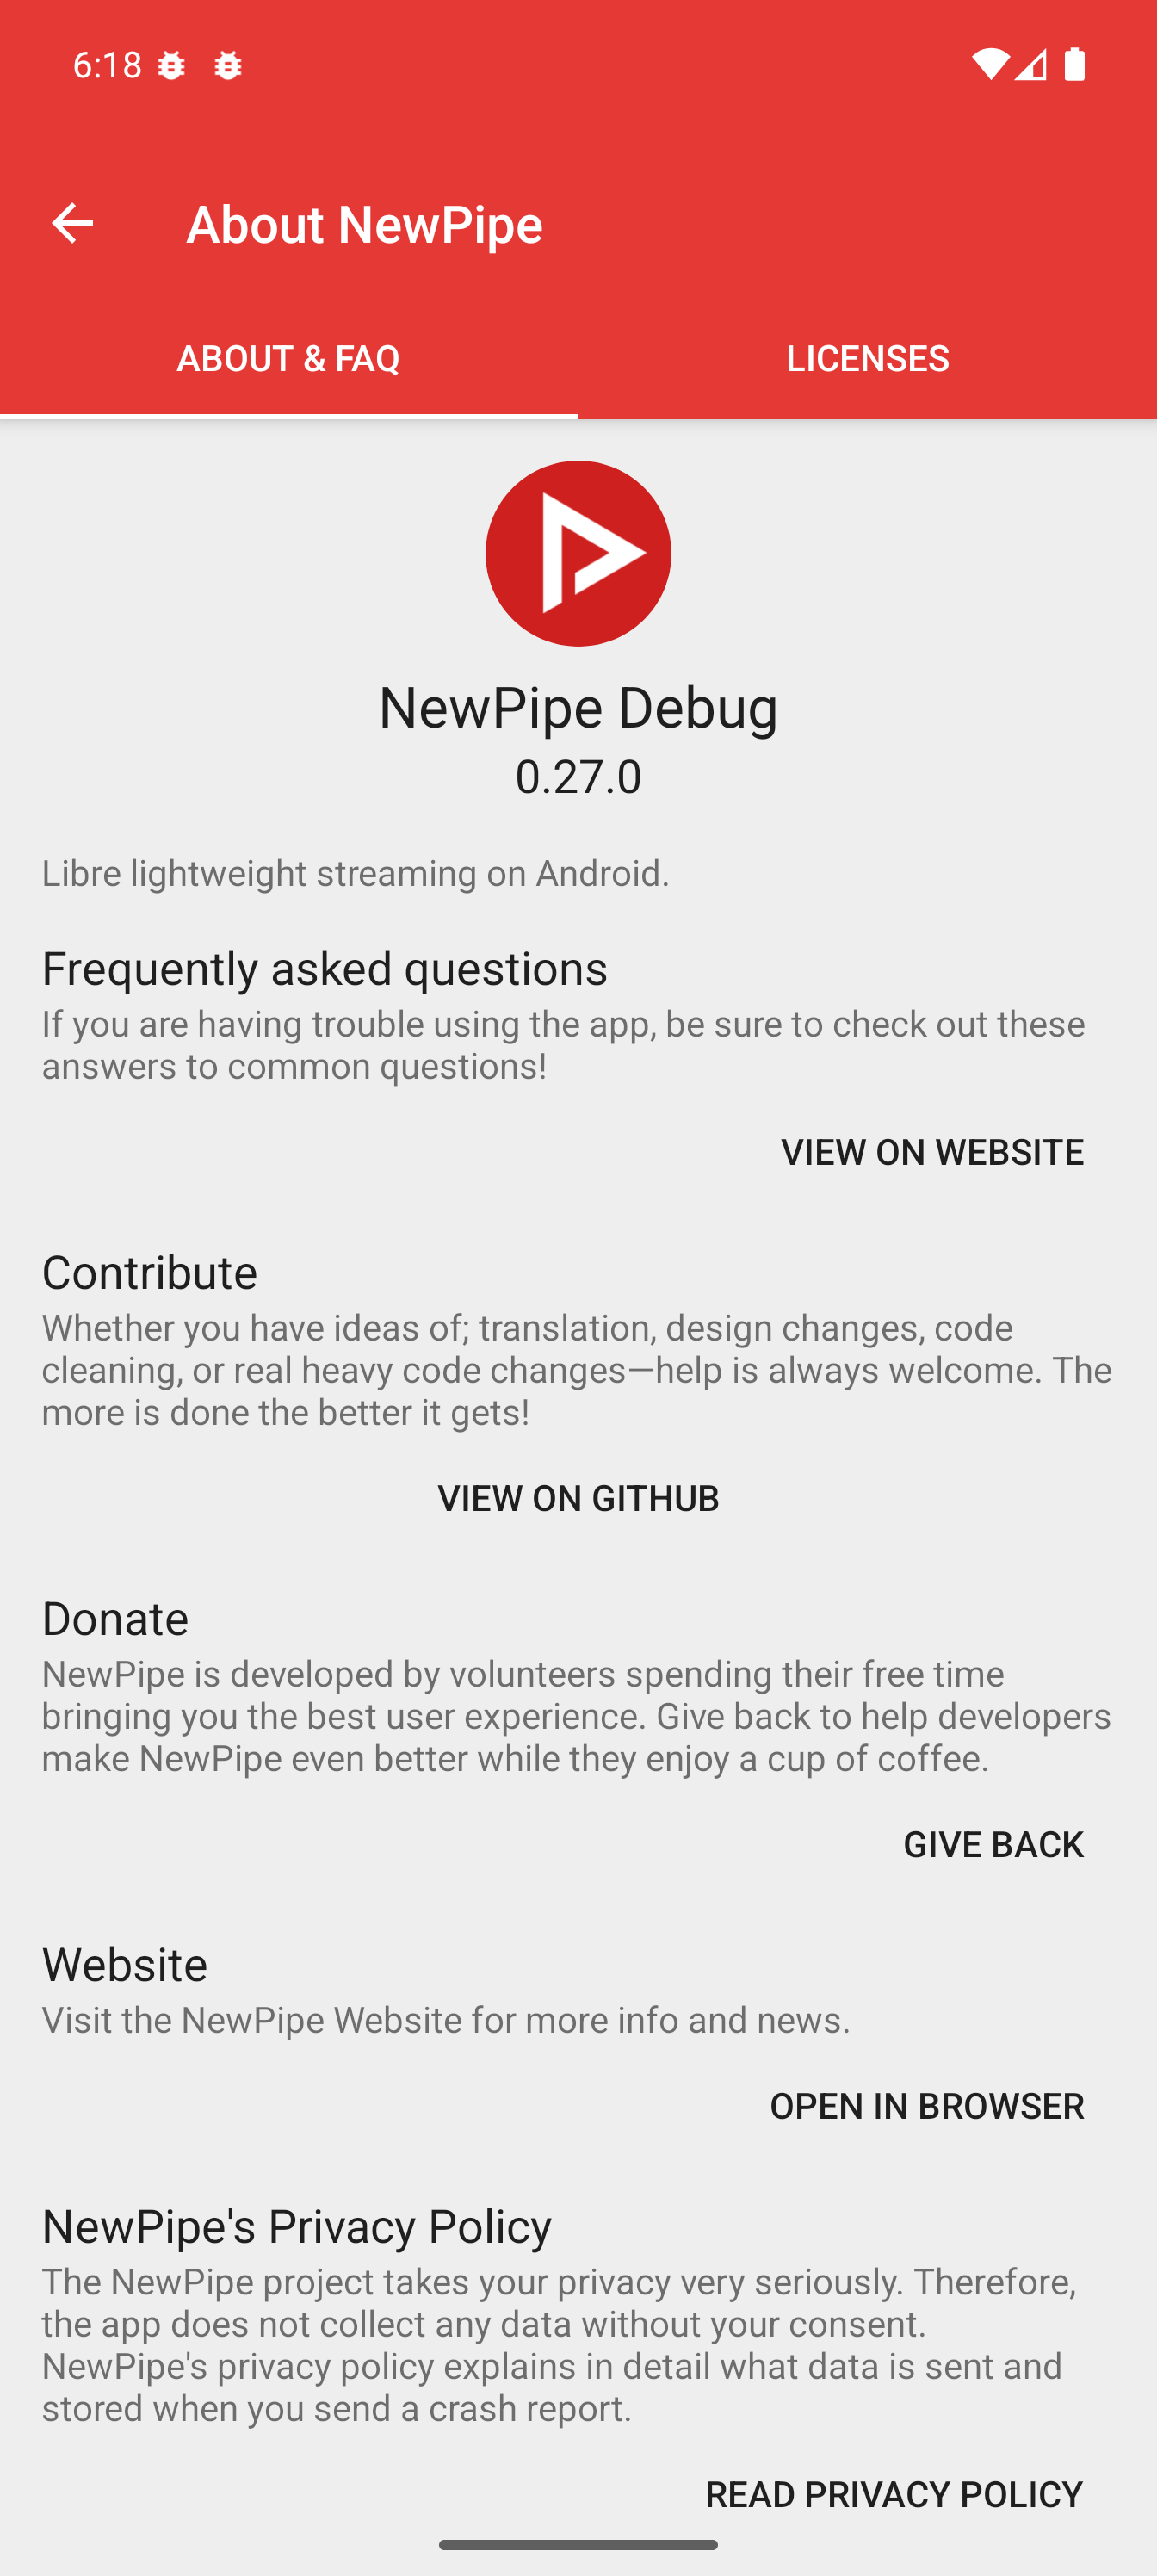 6:18
About NewPipe
ABOUT & FAQ
LICENSES
NewPipe Debug
0.27.0
Libre lightweight streaming on Android.
Frequently asked questions
If you are having trouble using the app, be sure to check out these
answers to common questions!
VIEW ON WEBSITE
Contribute
Whether you have ideas of; translation, design changes, code
cleaning, or real heavy code changes—help is always welcome. The
more is done the better it gets!
VIEW ON GITHUB
Donate
NewPipe is developed by volunteers spending their free time
bringing you the best user experience. Give back to help developers
make NewPipe even better while they enjoy a cup of coffee.
GIVE BACK
Website
Visit the NewPipe Website for more info and news.
OPEN IN BROWSER
NewPipe's Privacy Policy
The NewPipe project takes your privacy very seriously. Therefore,
the app does not collect any data without your consent.
NewPipe's privacy policy explains in detail what data is sent and
stored when you send a crash report.
READ PRIVACY POLICY